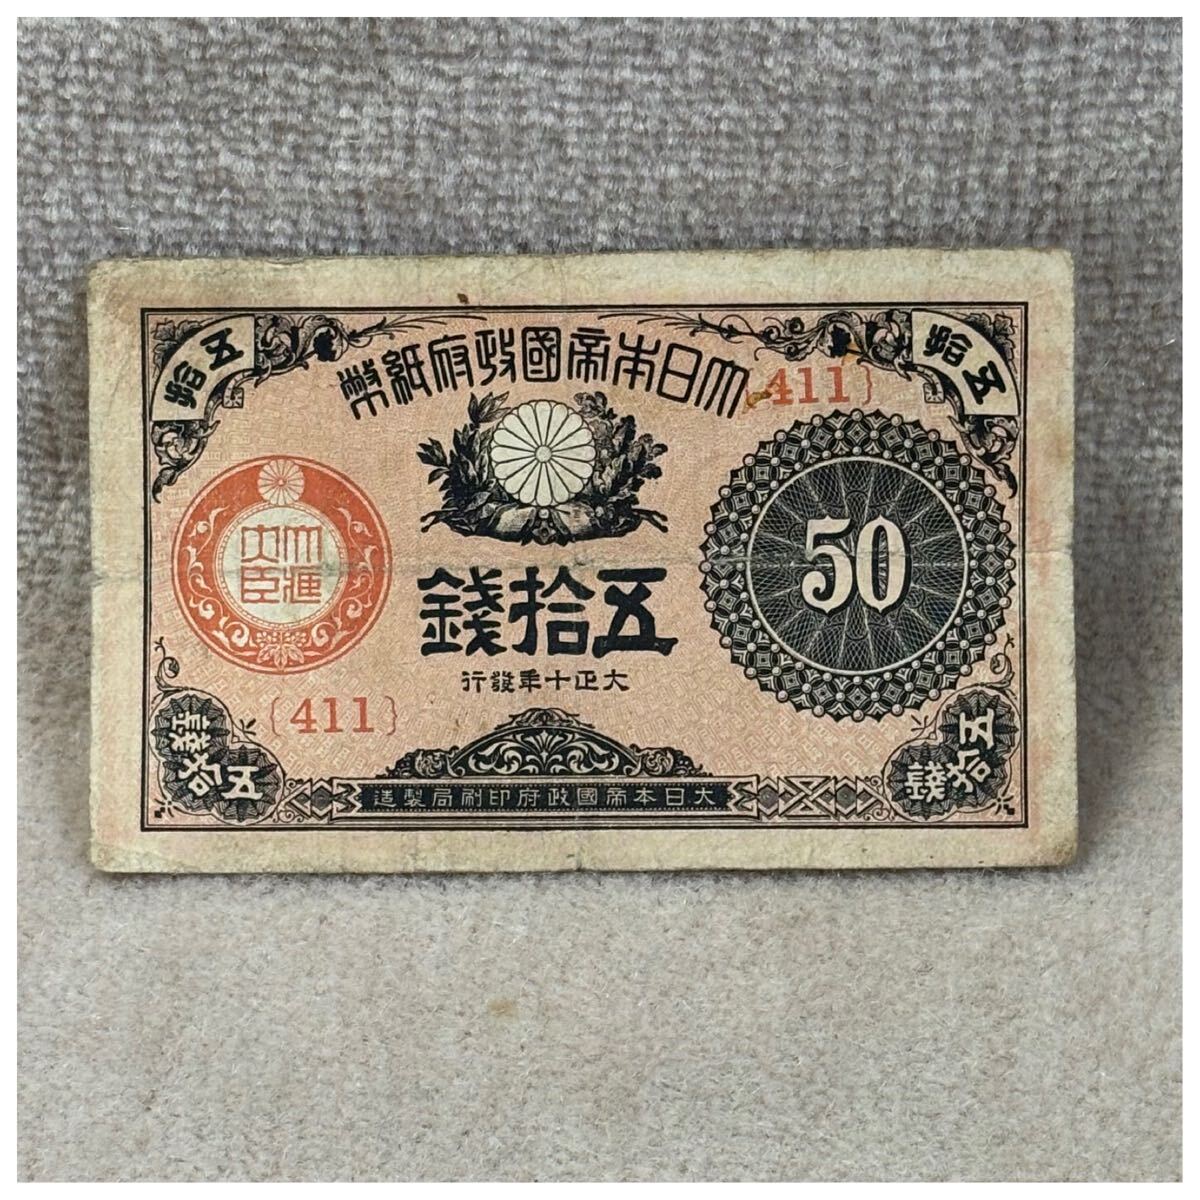 大日本帝國政府紙幣
五拾
五拾
{411}
大藏大臣
50
五拾錢
大正十年發行
{411}
五拾錢
五拾錢
大日本帝國政府印刷局製造